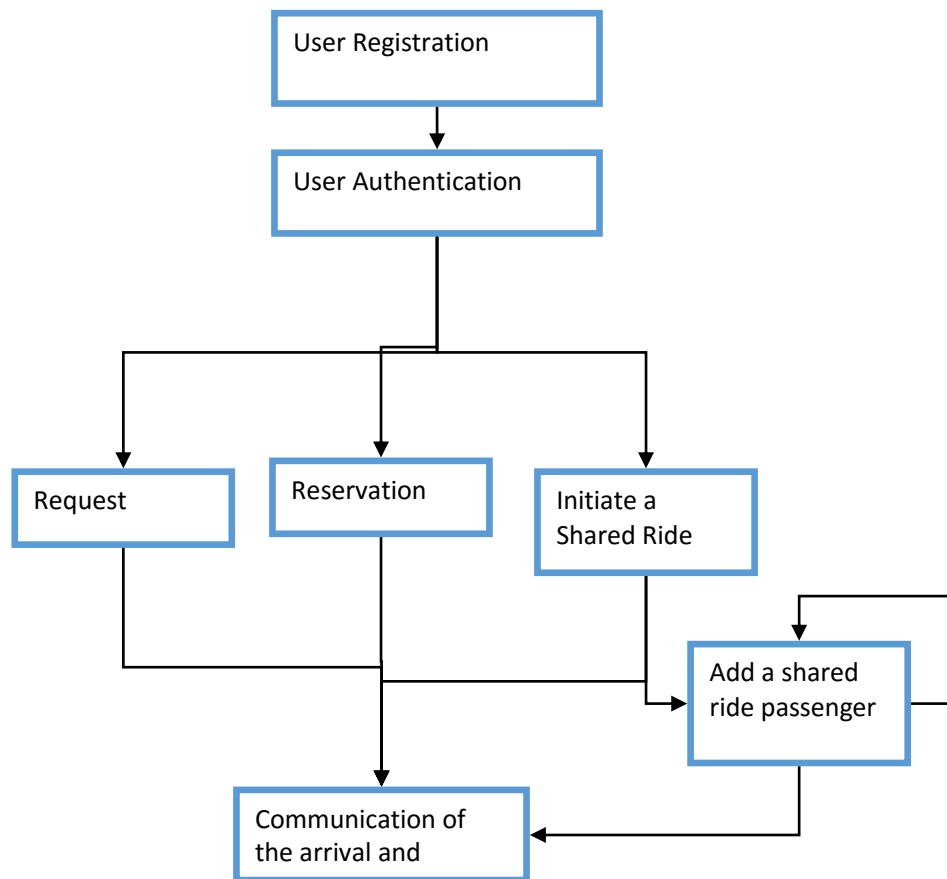 User Registration
User Authentication
Request
Reservation
Initiate a
Shared Ride
Add a shared
ride passenger
Communication of
the arrival and